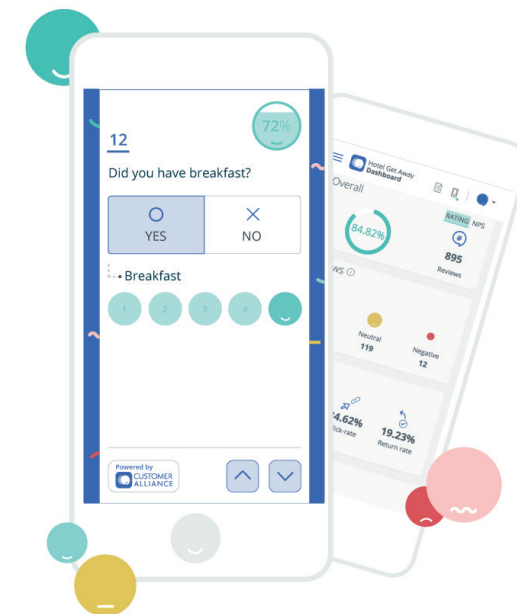 12
72%
Did you have breakfast?
YES
NO
Breakfast
1 2 3 4
Powered by
CUSTOMER
ALLIANCE
Hotel Get Away
Dashboard
Overall
RATING NPS
84.82%
895
Reviews
Neutral
119
Negative
12
19.23%
Return rate